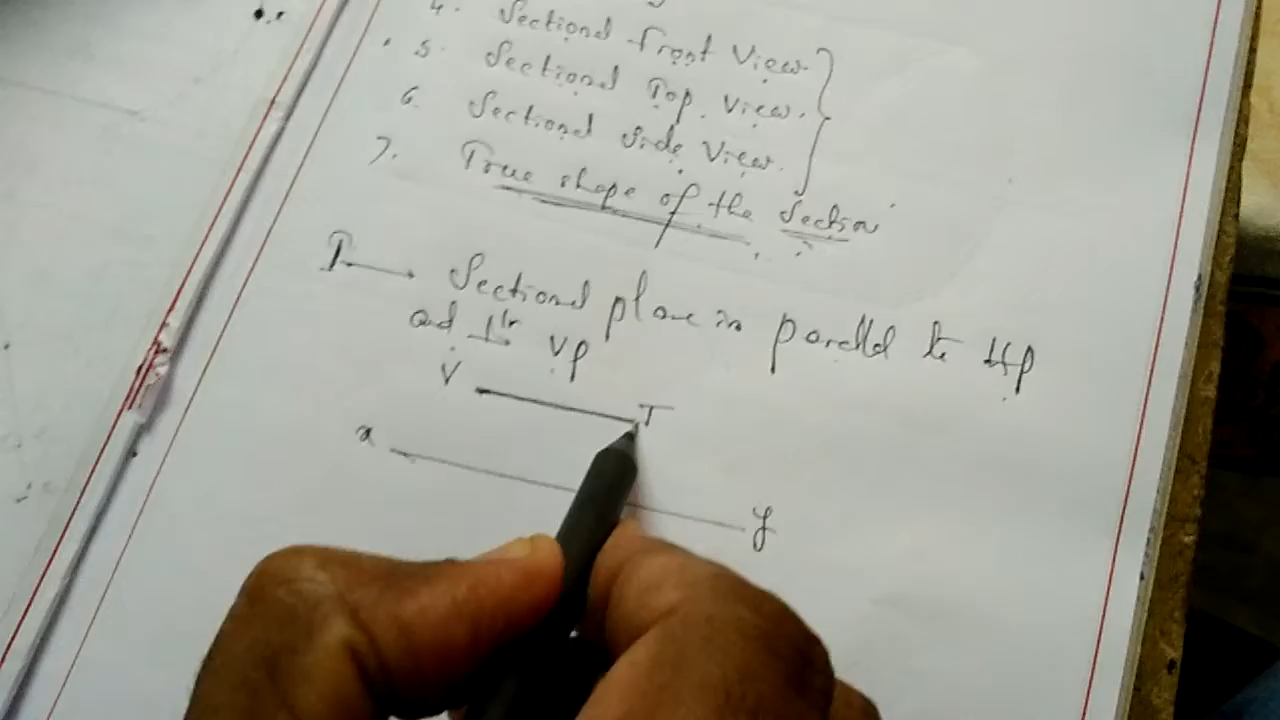 4. Sectional front View.
5. Sectional Top. View.
6. Sectional Side View.
7. True shape of the Section
I → Sectional plane is parallel to Hp
and ⊥lr Vp
V T
x y